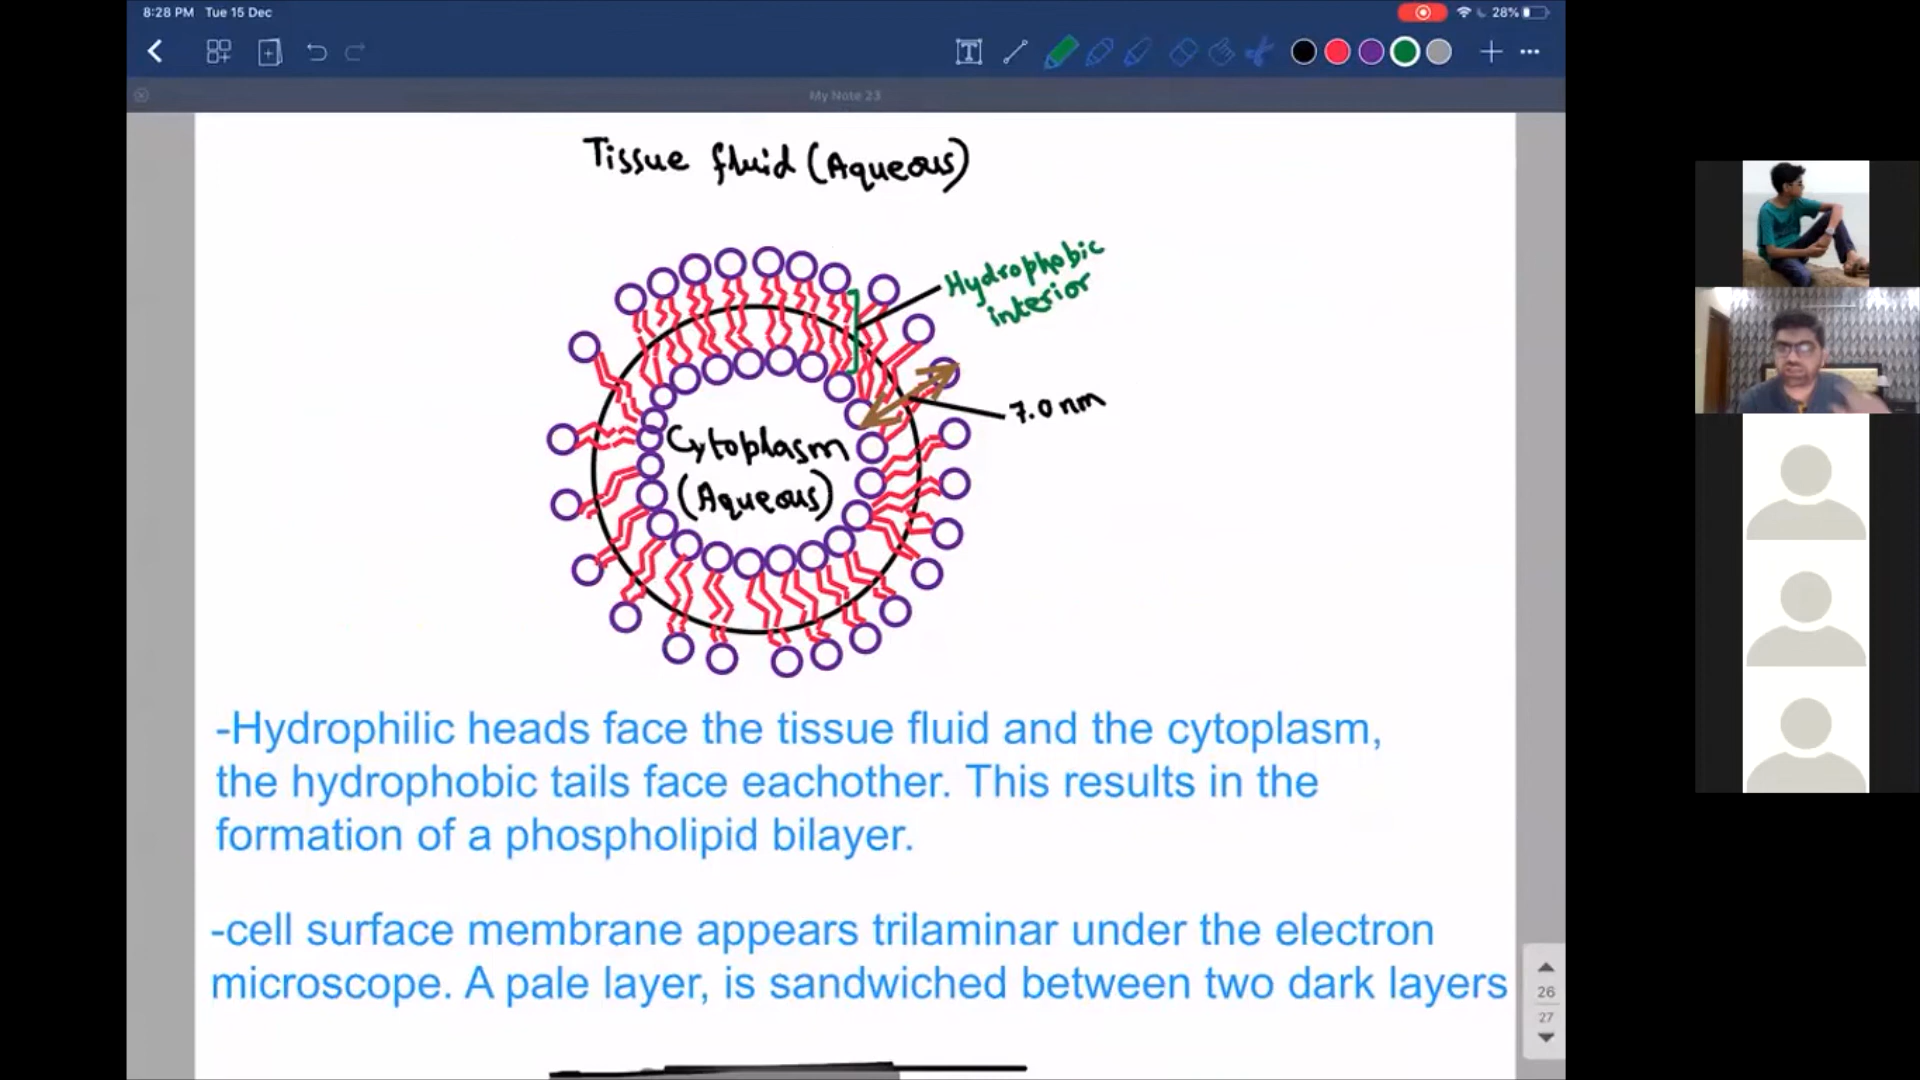 8:28 PM Tue 15 Dec
28%
My Note 23
Tissue fluid (Aqueous)
Hydrophobic
interior
7.0 nm
Cytoplasm
(Aqueous)
-Hydrophilic heads face the tissue fluid and the cytoplasm,
the hydrophobic tails face eachother. This results in the
formation of a phospholipid bilayer.
-cell surface membrane appears trilaminar under the electron
microscope. A pale layer, is sandwiched between two dark layers
26
27